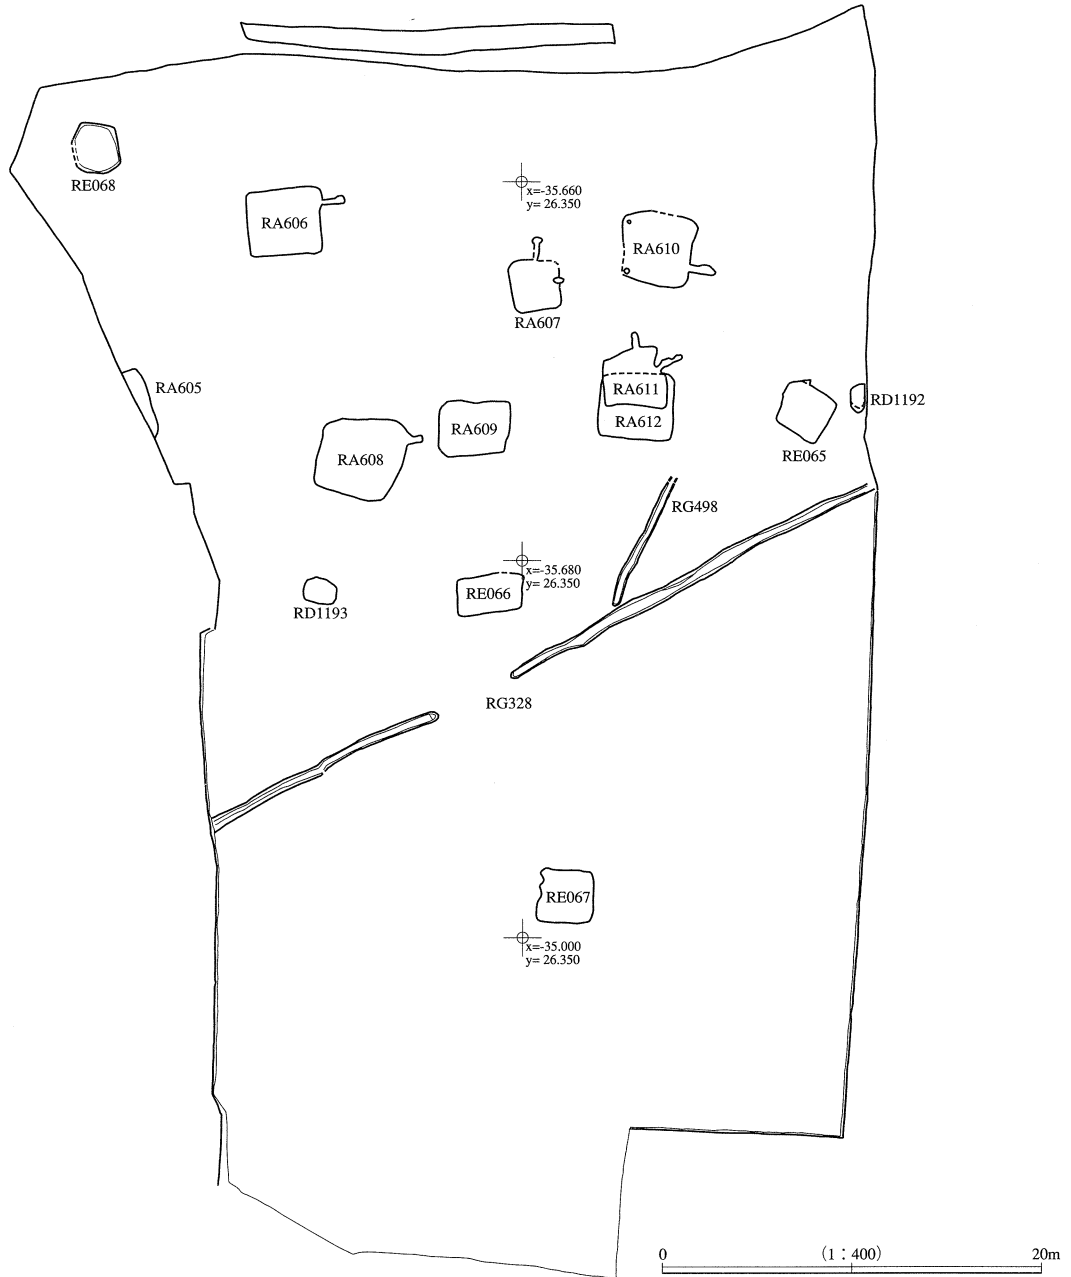 RE068
x=-35.660
y= 26.350
RA606
RA610
RA607
RA605
RA611
RD1192
RA612
RA609
RE065
RA608
RG498
x=-35.680
y= 26.350
RE066
RD1193
RG328
RE067
x=-35.000
y= 26.350
0 (1：400) 20m